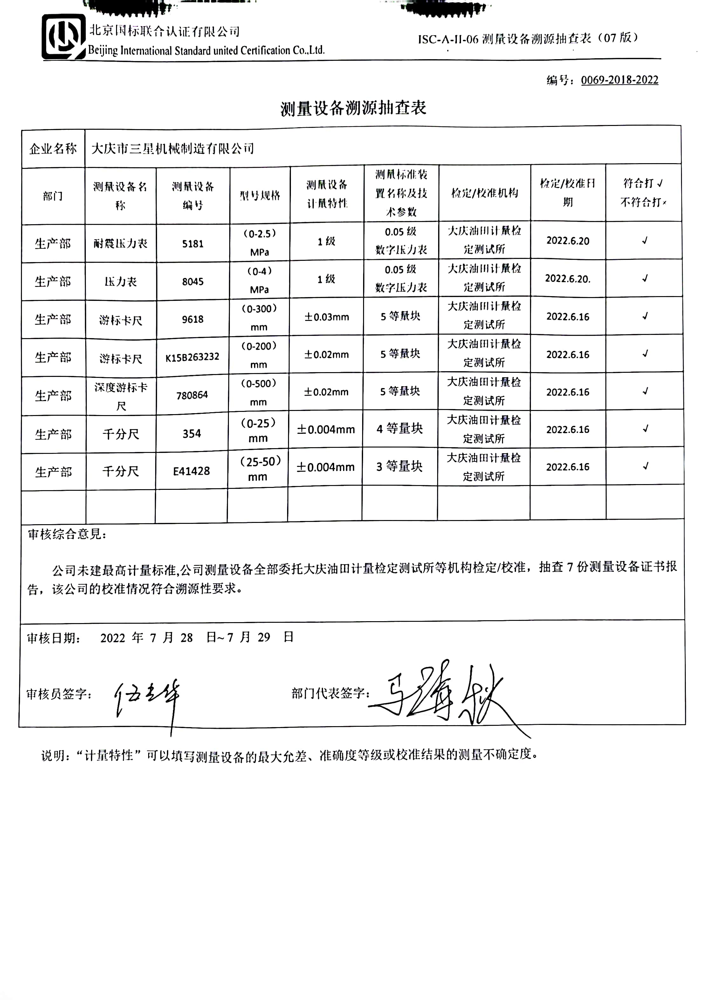 北京国标联合认证有限公司
Beijing International Standard united Certification Co.,Ltd.
ISC-A-II-06 测量设备溯源抽查表（07 版）
编号：0069-2018-2022
测量设备溯源抽查表
企业名称 大庆市三星机械制造有限公司
部门 测量设备名称 测量设备编号 型号规格 测量设备计量特性 测量标准装置名称及技术参数 检定/校准机构 检定/校准日期 符合打√不符合打×
生产部 耐震压力表 5181 （0-2.5）MPa 1 级 0.05 级数字压力表 大庆油田计量检定测试所 2022.6.20 √
生产部 压力表 8045 （0-4）MPa 1 级 0.05 级数字压力表 大庆油田计量检定测试所 2022.6.20. √
生产部 游标卡尺 9618 （0-300）mm ±0.03mm 5 等量块 大庆油田计量检定测试所 2022.6.16 √
生产部 游标卡尺 K15B263232 （0-200）mm ±0.02mm 5 等量块 大庆油田计量检定测试所 2022.6.16 √
生产部 深度游标卡尺 780864 （0-500）mm ±0.02mm 5 等量块 大庆油田计量检定测试所 2022.6.16 √
生产部 千分尺 354 （0-25）mm ±0.004mm 4 等量块 大庆油田计量检定测试所 2022.6.16 √
生产部 千分尺 E41428 （25-50）mm ±0.004mm 3 等量块 大庆油田计量检定测试所 2022.6.16 √
审核综合意见：
公司未建最高计量标准,公司测量设备全部委托大庆油田计量检定测试所等机构检定/校准，抽查 7 份测量设备证书报
告，该公司的校准情况符合溯源性要求。
审核日期： 2022 年 7 月 28 日~7 月 29 日
审核员签字： 部门代表签字：
说明：“计量特性”可以填写测量设备的最大允差、准确度等级或校准结果的测量不确定度。